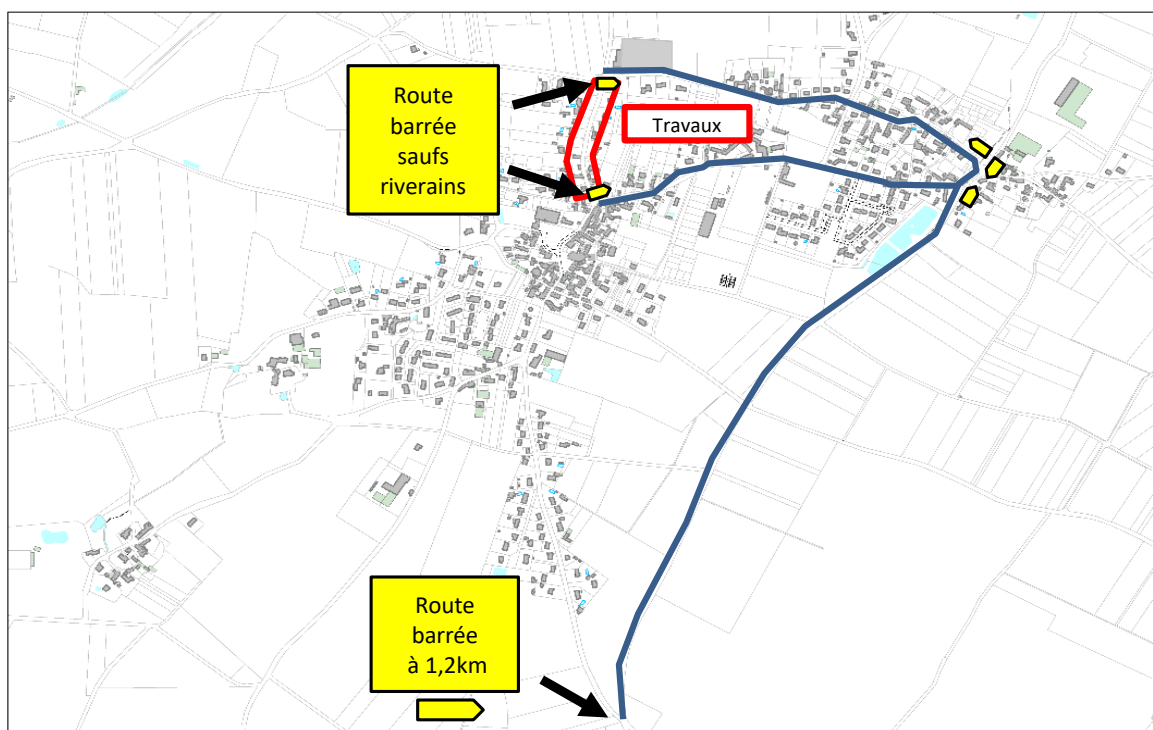 Route
barrée
saufs
riverains
Travaux
Route
barrée
à 1,2km